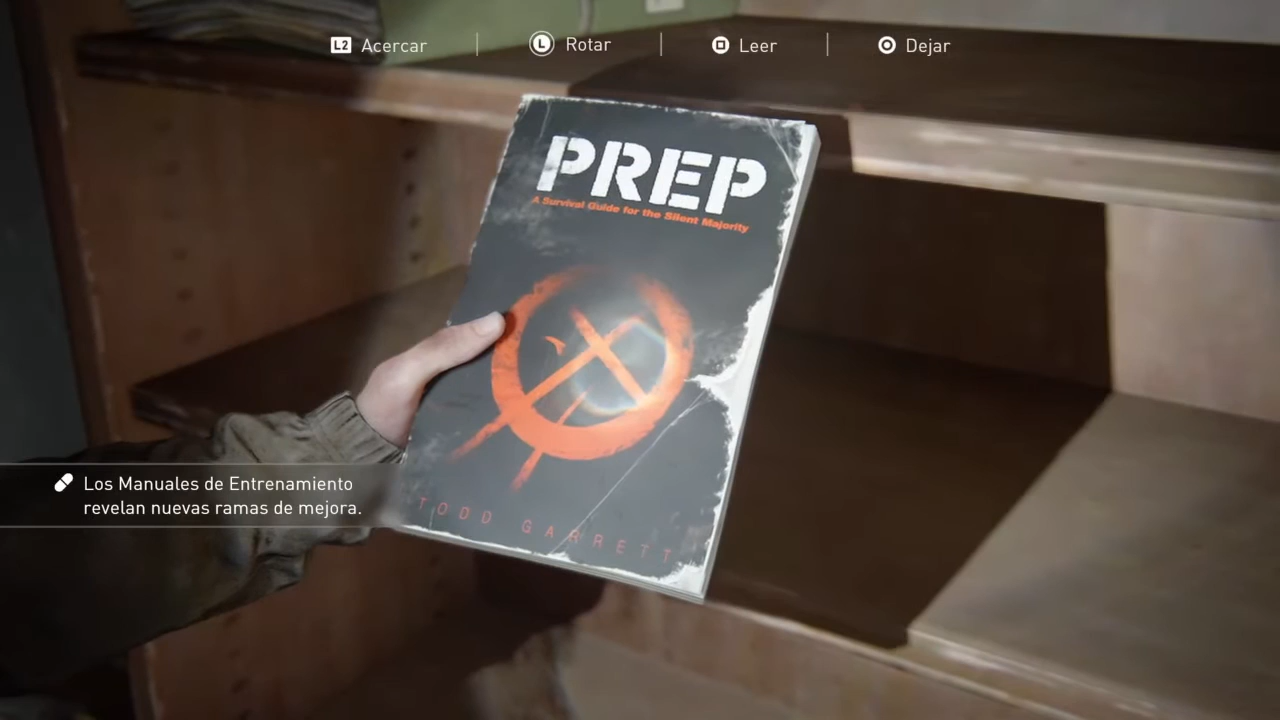 L2 Acercar
L Rotar
Leer
Dejar
PREP
A Survival Guide for the Silent Majority
TODD GARRETT
Los Manuales de Entrenamiento
revelan nuevas ramas de mejora.